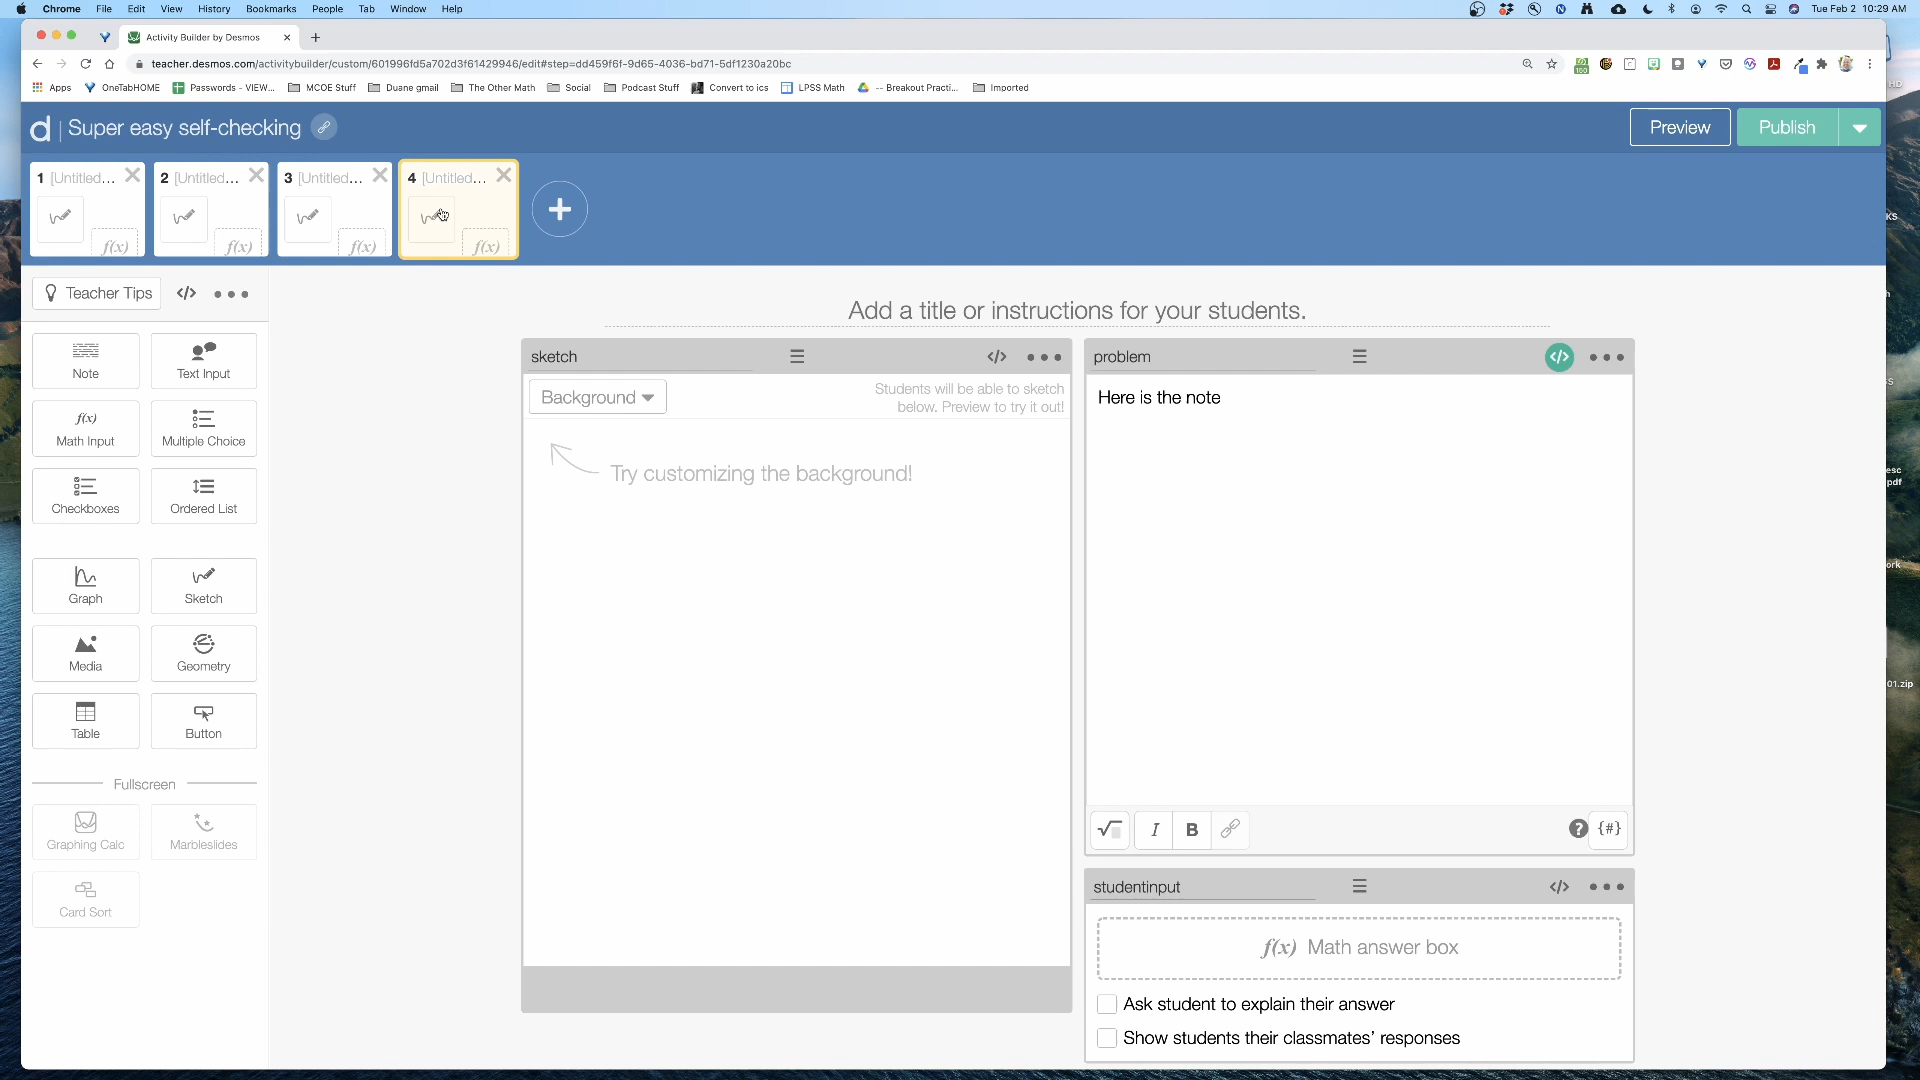 Chrome File Edit View History Bookmarks People Tab Window Help
Tue Feb 2 10:29 AM
Activity Builder by Desmos
teacher.desmos.com/activitybuilder/custom/601996fd5a702d3f61429946/edit#step=dd459f6f-9d65-4036-bd71-5df1230a20bc
Apps OneTabHOME Passwords - VIEW... MCOE Stuff Duane gmail The Other Math Social Podcast Stuff Convert to ics LPSS Math -- Breakout Practi... Imported
d | Super easy self-checking
Preview Publish
1 [Untitled... 2 [Untitled... 3 [Untitled... 4 [Untitled...
f(x) f(x) f(x) f(x)
Teacher Tips </>
Add a title or instructions for your students.
Note
Text Input
f(x)
Math Input
Multiple Choice
Checkboxes
Ordered List
Graph
Sketch
Media
Geometry
Table
Button
Fullscreen
Graphing Calc
Marbleslides
Card Sort
sketch </>
Background
Students will be able to sketch
below. Preview to try it out!
Try customizing the background!
problem </>
Here is the note
I B ? {#}
studentinput </>
f(x) Math answer box
Ask student to explain their answer
Show students their classmates' responses
HD
KS
esc
pdf
ork
01.zip